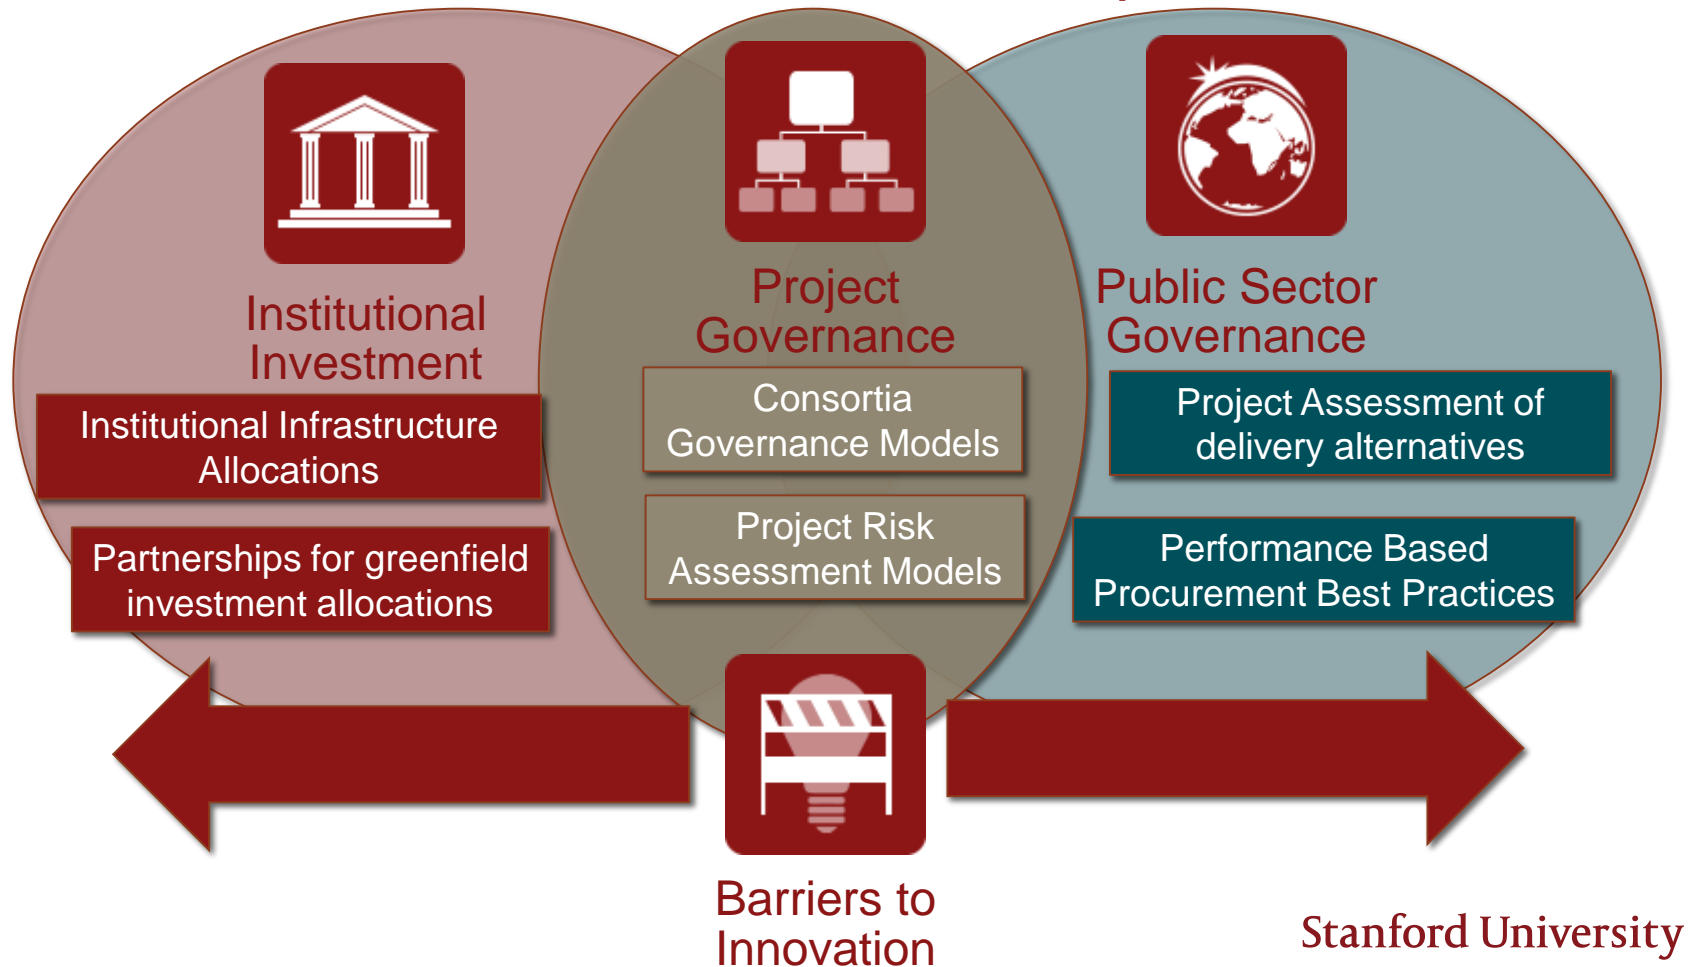 Institutional
Investment
Institutional Infrastructure
Allocations
Partnerships for greenfield
investment allocations
Project
Governance
Consortia
Governance Models
Project Risk
Assessment Models
Public Sector
Governance
Project Assessment of
delivery alternatives
Performance Based
Procurement Best Practices
Barriers to
Innovation
Stanford University